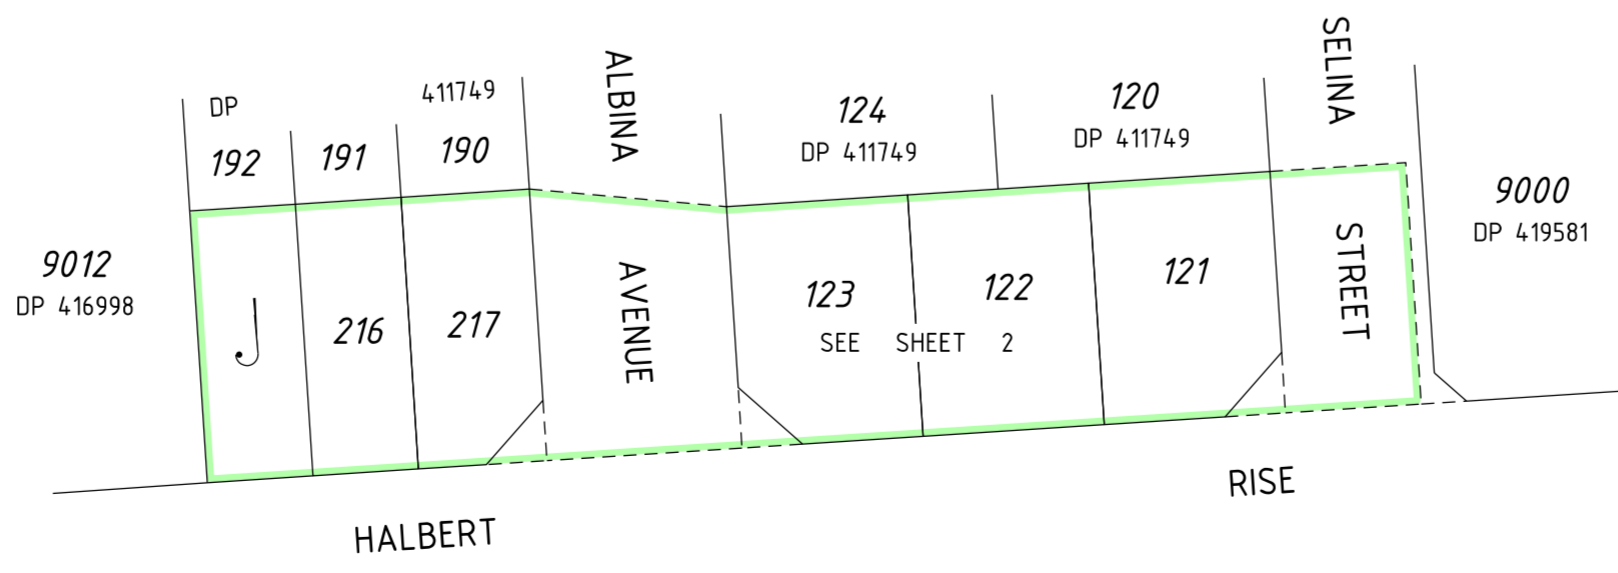 DP 411749
192 191 190
ALBINA
124
DP 411749
120
DP 411749
SELINA
9000
DP 419581
9012
DP 416998
J
216
217
AVENUE
123
122
121
SEE SHEET 2
STREET
HALBERT RISE